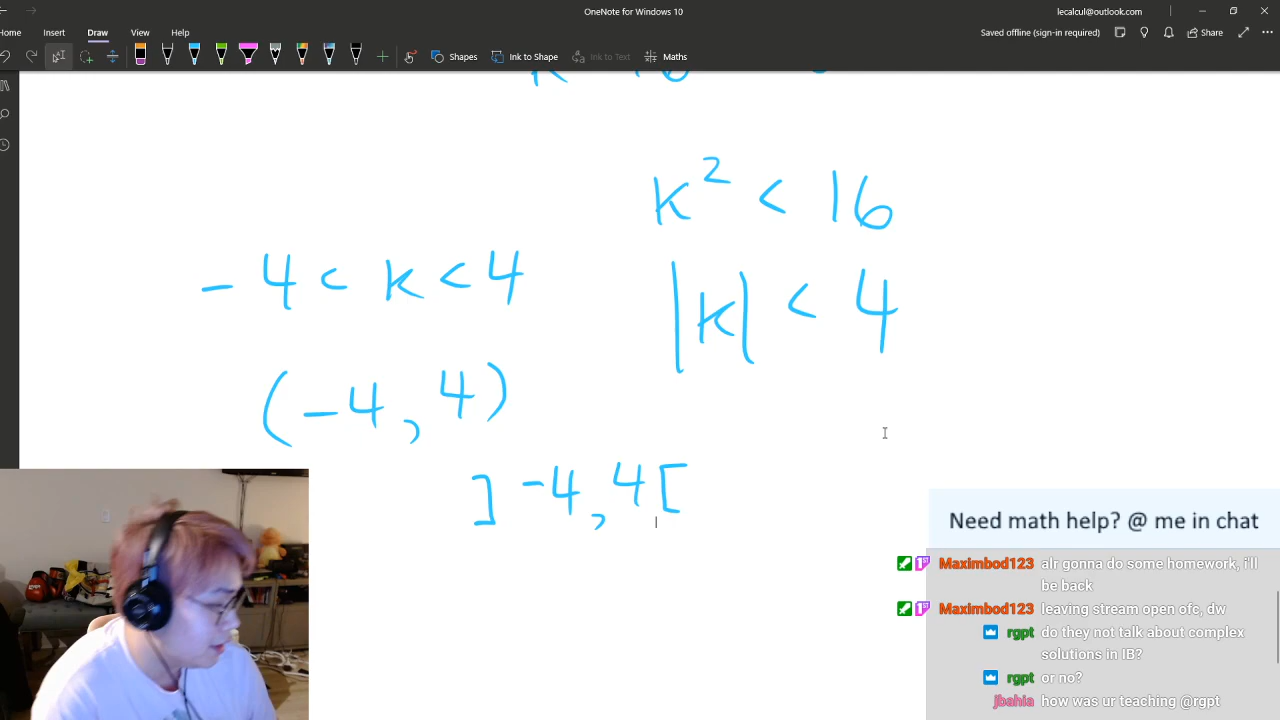 OneNote for Windows 10
lecalcul@outlook.com
Home Insert Draw View Help
Saved offline (sign-in required)
Share
Shapes
Ink to Shape
Ink to Text
Maths
k² < 16
-4 < k < 4
|k| < 4
(-4, 4)
]-4, 4[
Need math help? @ me in chat
Maximbod123 alr gonna do some homework, i'll
be back
Maximbod123 leaving stream open ofc, dw
rgpt do they not talk about complex
solutions in IB?
rgpt or no?
jbahia how was ur teaching @rgpt